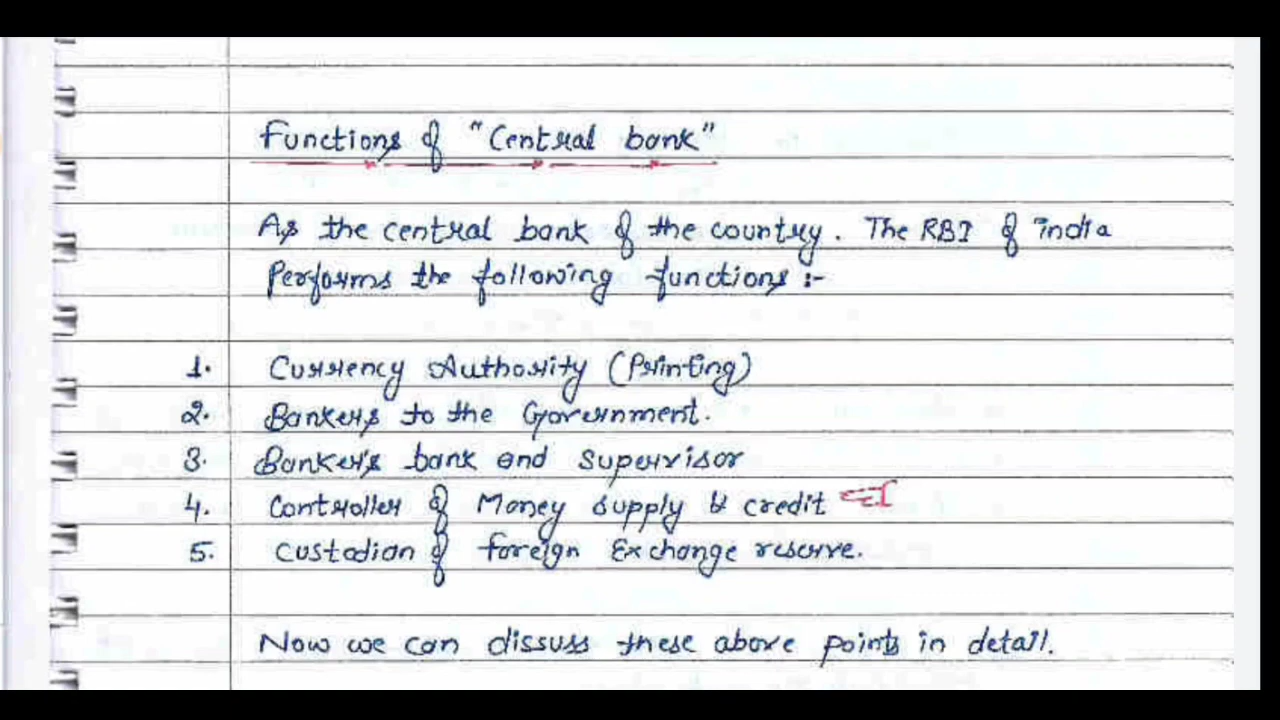 Functions of "Central bank"
As the central bank of the country. The RBI of india
Performs the following functions :-
1. Currency Authority (Printing)
2. Bankers to the Government.
3. Banker's bank and Supervisor
4. Controller of Money supply & credit
5. Custodian of foreign Exchange reserve.
Now we can dissuss these above points in detail.